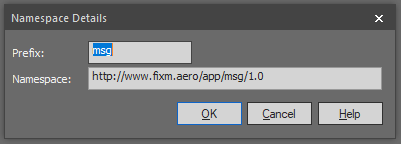 Namespace Details
Prefix: msg
Namespace: http://www.fixm.aero/app/msg/1.0
OK Cancel Help